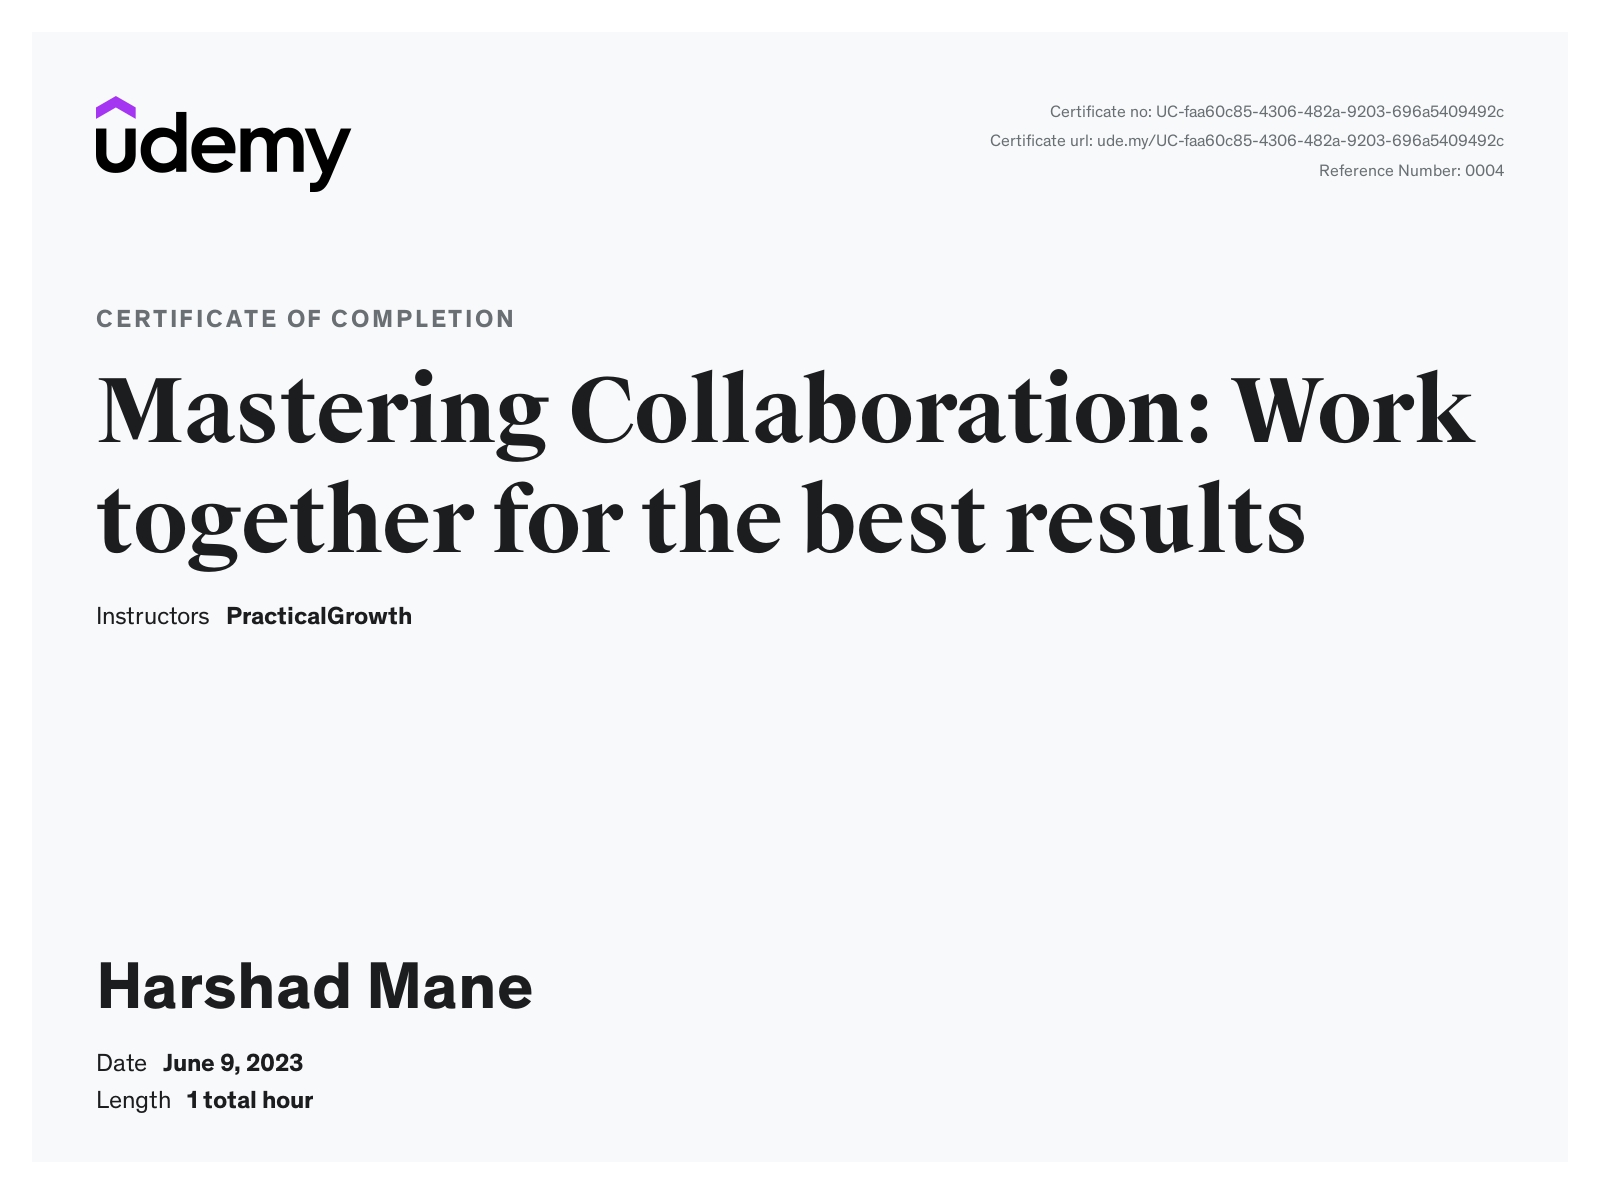 udemy
Certificate no: UC-faa60c85-4306-482a-9203-696a5409492c
Certificate url: ude.my/UC-faa60c85-4306-482a-9203-696a5409492c
Reference Number: 0004
CERTIFICATE OF COMPLETION
Mastering Collaboration: Work
together for the best results
Instructors PracticalGrowth
Harshad Mane
Date June 9, 2023
Length 1 total hour